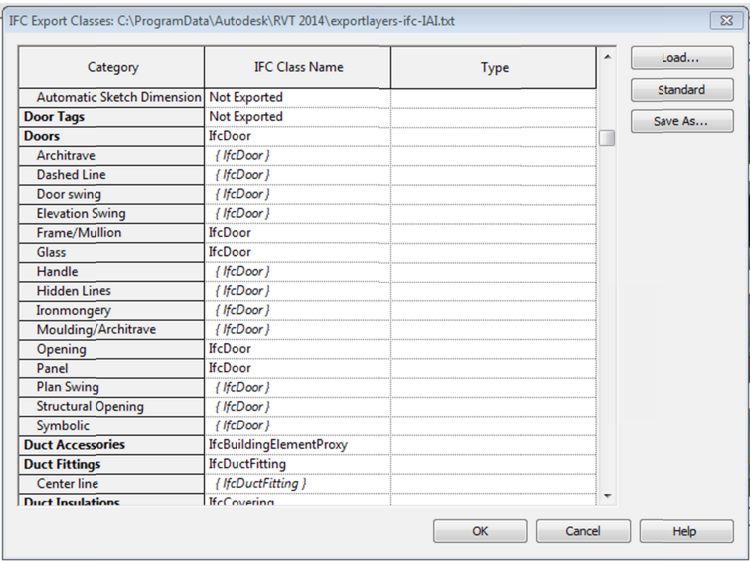 IFC Export Classes: C:\ProgramData\Autodesk\RVT 2014\exportlayers-ifc-IAI.txt
Category IFC Class Name Type
Automatic Sketch Dimension Not Exported
Door Tags Not Exported
Doors IfcDoor
Architrave { IfcDoor }
Dashed Line { IfcDoor }
Door swing { IfcDoor }
Elevation Swing { IfcDoor }
Frame/Mullion IfcDoor
Glass IfcDoor
Handle { IfcDoor }
Hidden Lines { IfcDoor }
Ironmongery { IfcDoor }
Moulding/Architrave { IfcDoor }
Opening IfcDoor
Panel IfcDoor
Plan Swing { IfcDoor }
Structural Opening { IfcDoor }
Symbolic { IfcDoor }
Duct Accessories IfcBuildingElementProxy
Duct Fittings IfcDuctFitting
Center line { IfcDuctFitting }
Duct Insulations IfcCovering
Load...
Standard
Save As...
OK Cancel Help